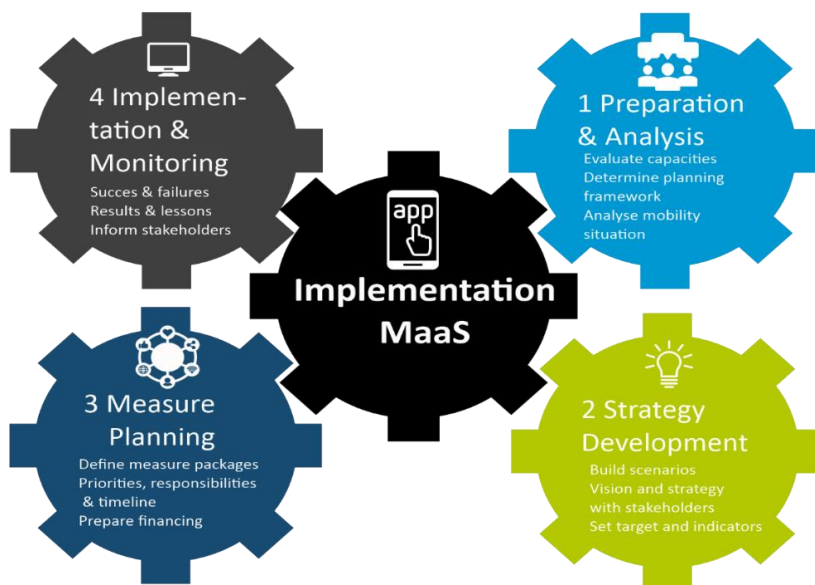 4 Implemen-
tation &
Monitoring
Succes & failures
Results & lessons
Inform stakeholders
1 Preparation
& Analysis
Evaluate capacities
Determine planning
framework
Analyse mobility
situation
app
Implementation
MaaS
3 Measure
Planning
Define measure packages
Priorities, responsibilities
& timeline
Prepare financing
2 Strategy
Development
Build scenarios
Vision and strategy
with stakeholders
Set target and indicators